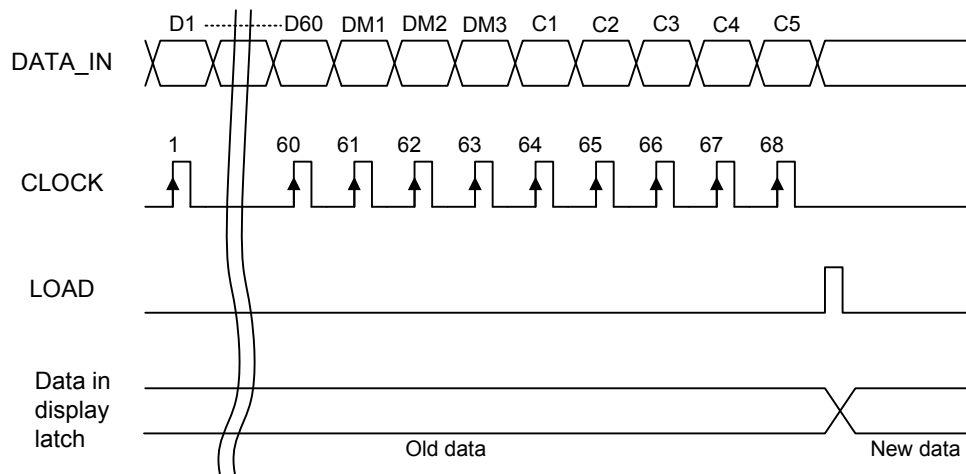 D1 D60 DM1 DM2 DM3 C1 C2 C3 C4 C5
DATA_IN
1 60 61 62 63 64 65 66 67 68
CLOCK
LOAD
Data in
display
latch
Old data New data